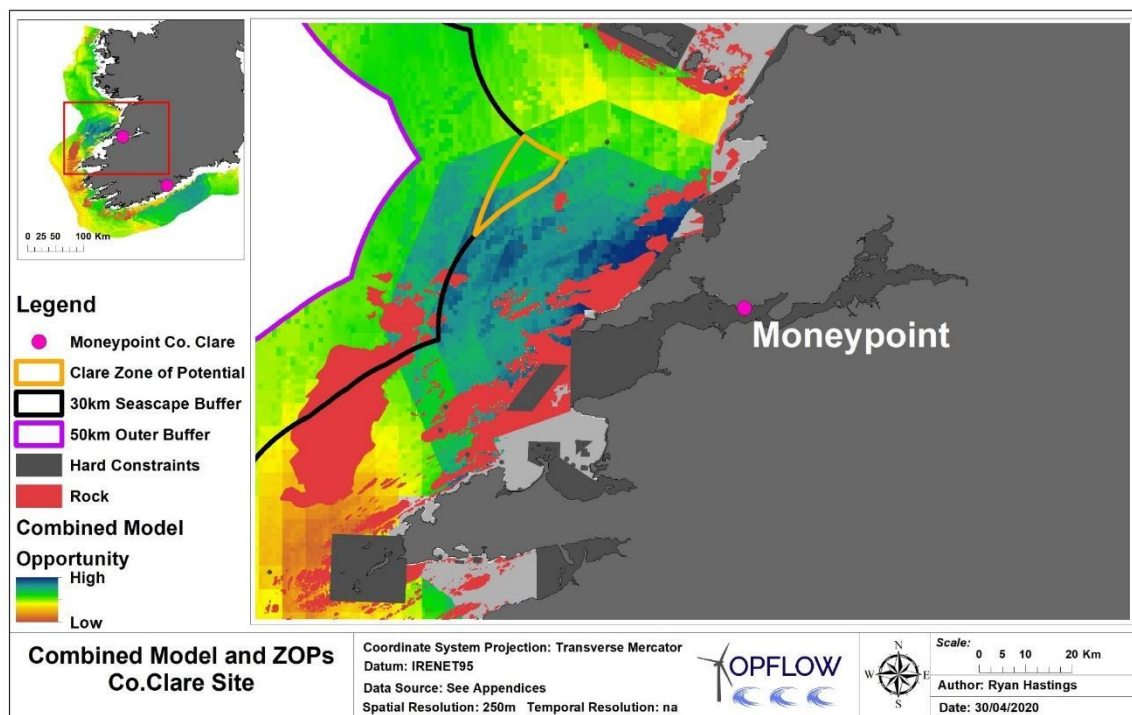 0 25 50 100 Km
Legend
Moneypoint Co. Clare
Clare Zone of Potential
30km Seascape Buffer
50km Outer Buffer
Hard Constraints
Rock
Combined Model
Opportunity
High
Low
Moneypoint
Combined Model and ZOPs
Co.Clare Site
Coordinate System Projection: Transverse Mercator
Datum: IRENET95
Data Source: See Appendices
Spatial Resolution: 250m Temporal Resolution: na
OPFLOW
N
W E
S
Scale:
0 5 10 20 Km
Author: Ryan Hastings
Date: 30/04/2020